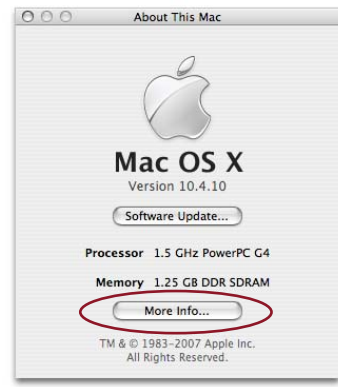 About This Mac
Mac OS X
Version 10.4.10
Software Update...
Processor 1.5 GHz PowerPC G4
Memory 1.25 GB DDR SDRAM
More Info...
TM & © 1983-2007 Apple Inc.
All Rights Reserved.